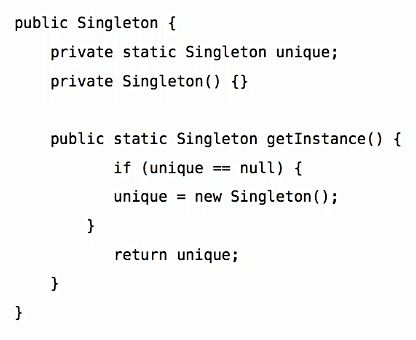 public Singleton {
    private static Singleton unique;
    private Singleton() {}

    public static Singleton getInstance() {
           if (unique == null) {
           unique = new Singleton();
        }
           return unique;
    }
}